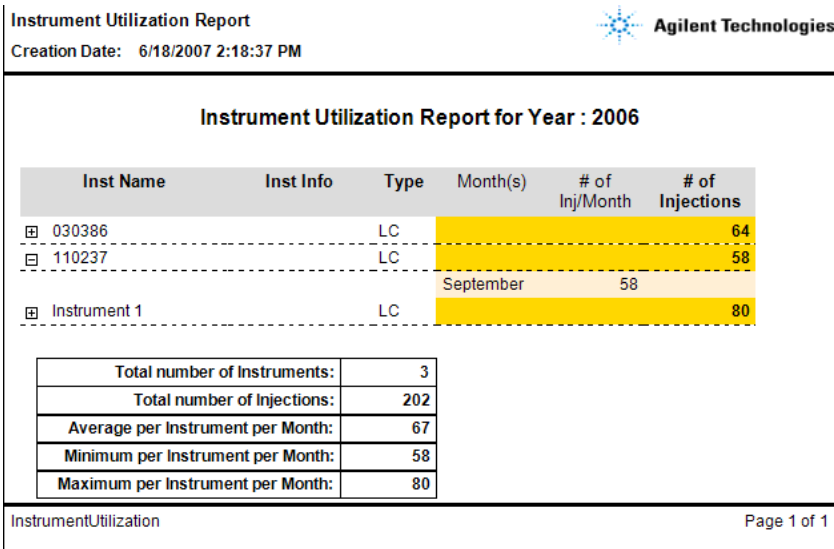 Instrument Utilization Report
Agilent Technologies
Creation Date: 6/18/2007 2:18:37 PM
Instrument Utilization Report for Year : 2006
Inst Name Inst Info Type Month(s) # of Inj/Month # of Injections
030386 LC 64
110237 LC 58
September 58
Instrument 1 LC 80
Total number of Instruments: 3
Total number of Injections: 202
Average per Instrument per Month: 67
Minimum per Instrument per Month: 58
Maximum per Instrument per Month: 80
InstrumentUtilization Page 1 of 1